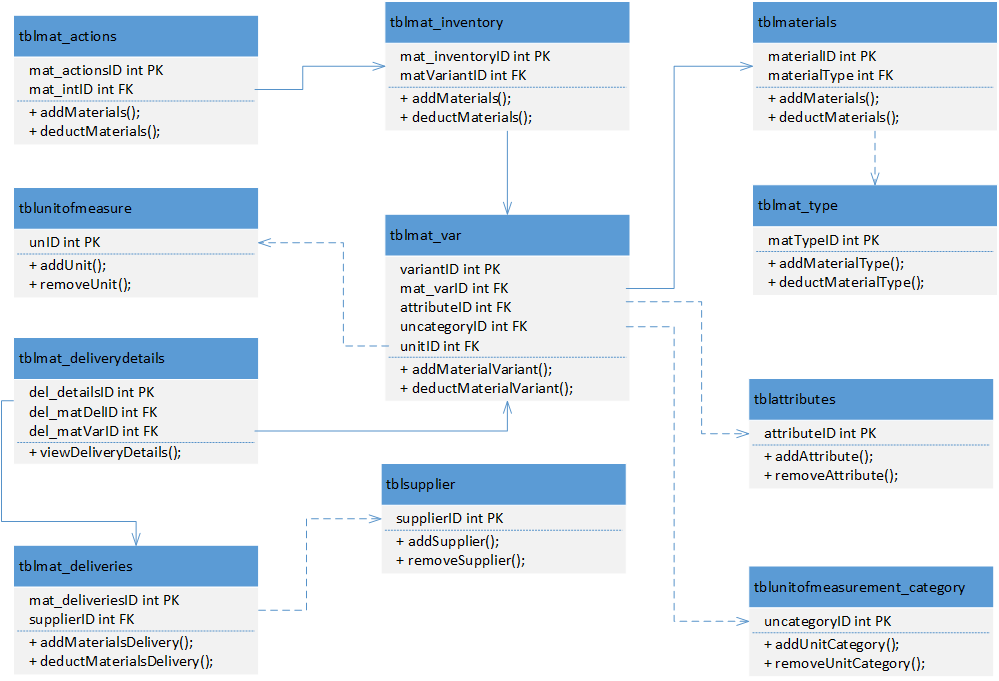 tblmat_actions
mat_actionsID int PK
mat_intID int FK
+ addMaterials();
+ deductMaterials();
tblmat_inventory
mat_inventoryID int PK
matVariantID int FK
+ addMaterials();
+ deductMaterials();
tblmaterials
materialID int PK
materialType int FK
+ addMaterials();
+ deductMaterials();
tblunitofmeasure
unID int PK
+ addUnit();
+ removeUnit();
tblmat_var
variantID int PK
mat_varID int FK
attributeID int FK
uncategoryID int FK
unitID int FK
+ addMaterialVariant();
+ deductMaterialVariant();
tblmat_type
matTypeID int PK
+ addMaterialType();
+ deductMaterialType();
tblmat_deliverydetails
del_detailsID int PK
del_matDelID int FK
del_matVarID int FK
+ viewDeliveryDetails();
tblattributes
attributeID int PK
+ addAttribute();
+ removeAttribute();
tblsupplier
supplierID int PK
+ addSupplier();
+ removeSupplier();
tblmat_deliveries
mat_deliveriesID int PK
supplierID int FK
+ addMaterialsDelivery();
+ deductMaterialsDelivery();
tblunitofmeasurement_category
uncategoryID int PK
+ addUnitCategory();
+ removeUnitCategory();